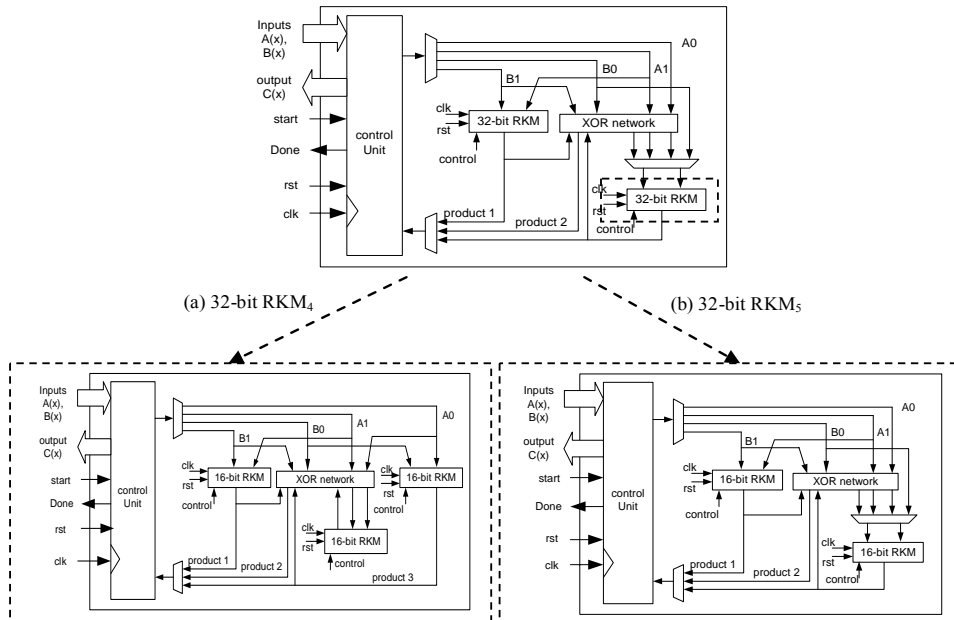 Inputs
A(x),
B(x)
output
C(x)
start
Done
rst
clk
control
Unit
A0
B0
A1
B1
clk
rst
32-bit RKM
XOR network
control
clk
rst
32-bit RKM
control
product 1
product 2
(a) 32-bit RKM₄
(b) 32-bit RKM₅
Inputs
A(x),
B(x)
output
C(x)
start
Done
rst
clk
control
Unit
A0
B0
A1
B1
clk
rst
16-bit RKM
XOR network
clk
rst
16-bit RKM
control
control
clk
rst
16-bit RKM
control
product 1
product 2
product 3
Inputs
A(x),
B(x)
output
C(x)
start
Done
rst
clk
control
Unit
A0
B0
A1
B1
clk
rst
16-bit RKM
XOR network
control
clk
rst
16-bit RKM
control
product 1
product 2